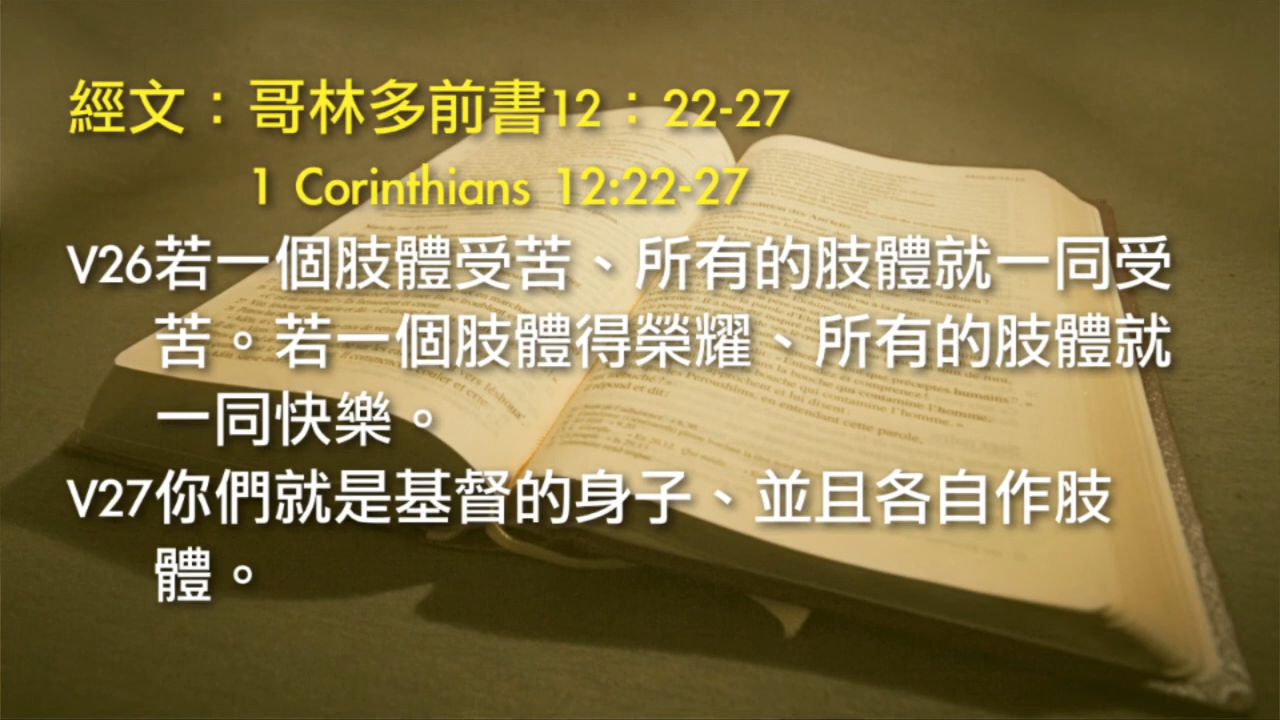 經文：哥林多前書12：22-27
1 Corinthians 12:22-27
V26若一個肢體受苦、所有的肢體就一同受
苦。若一個肢體得榮耀、所有的肢體就
一同快樂。
V27你們就是基督的身子、並且各自作肢
體。